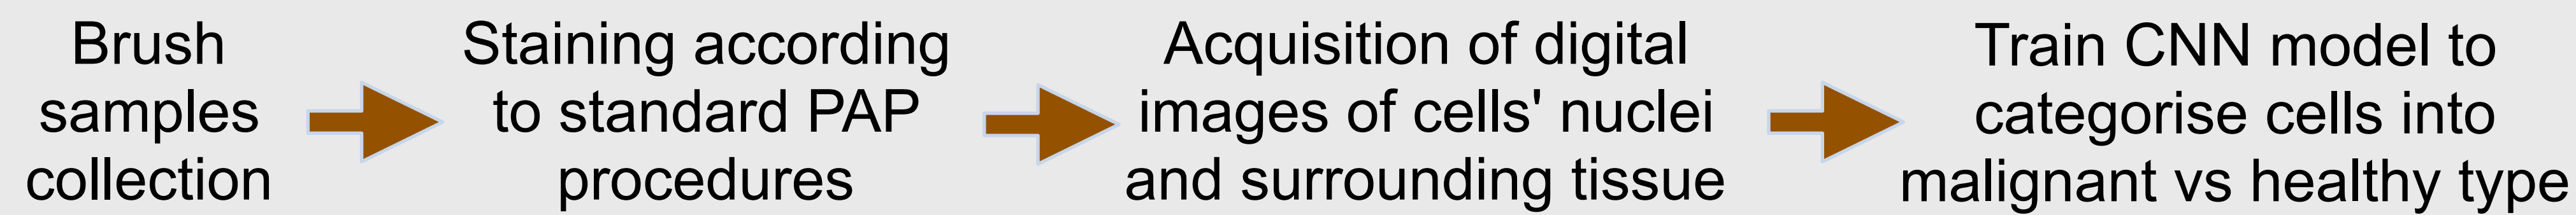 Brush
samples
collection
Staining according
to standard PAP
procedures
Acquisition of digital
images of cells' nuclei
and surrounding tissue
Train CNN model to
categorise cells into
malignant vs healthy type